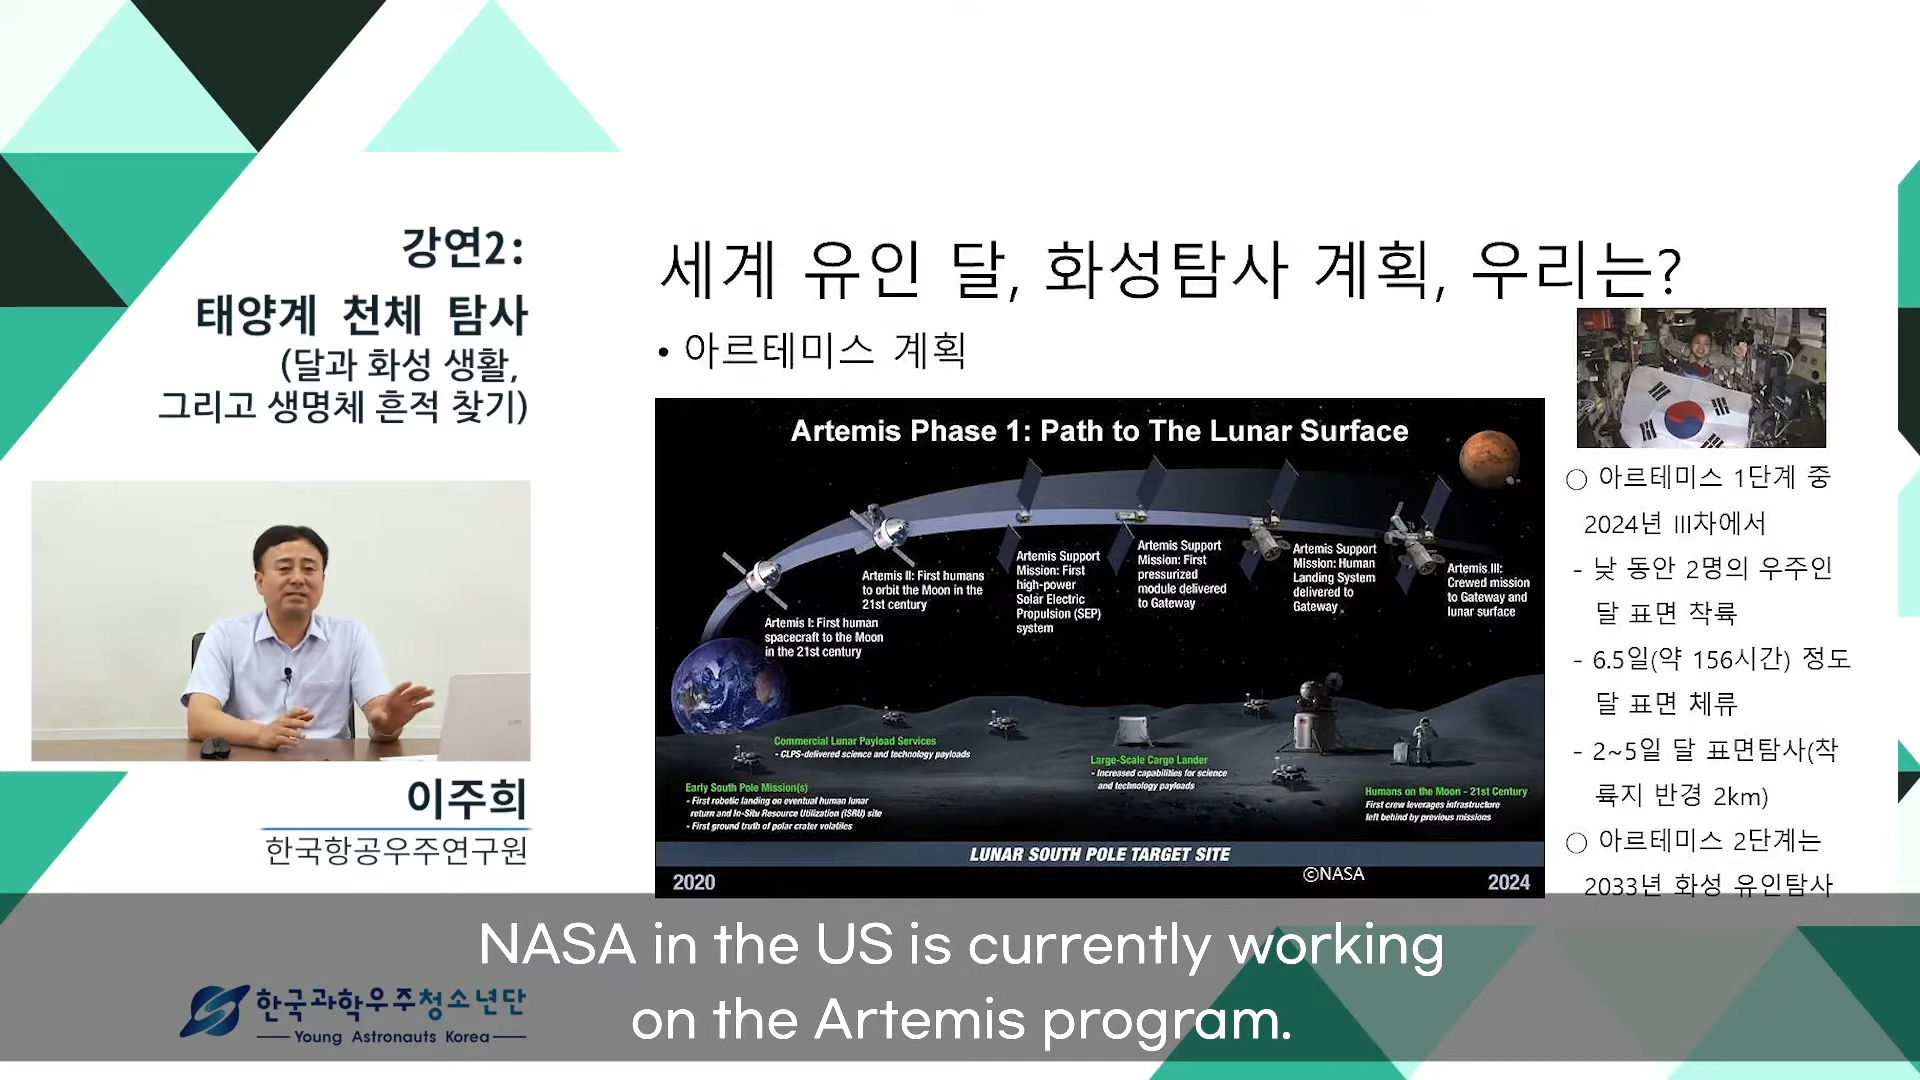 강연2:
태양계 천체 탐사
(달과 화성 생활,
그리고 생명체 흔적 찾기)
이주희
한국항공우주연구원
세계 유인 달, 화성탐사 계획, 우리는?
• 아르테미스 계획
Artemis Phase 1: Path to The Lunar Surface
Artemis I: First human
spacecraft to the Moon
in the 21st century
Artemis II: First humans
to orbit the Moon in the
21st century
Artemis Support
Mission: First
high-power
Solar Electric
Propulsion (SEP)
system
Artemis Support
Mission: First
pressurized
module delivered
to Gateway
Artemis Support
Mission: Human
Landing System
delivered to
Gateway
Artemis III:
Crewed mission
to Gateway and
lunar surface
Commercial Lunar Payload Services
- CLPS-delivered science and technology payloads
Early South Pole Mission(s)
- First robotic landing on eventual human lunar
return and In-Situ Resource Utilization (ISRU) site
- First ground truth of polar crater volatiles
Large-Scale Cargo Lander
- Increased capabilities for science
and technology payloads
Humans on the Moon - 21st Century
First crew leverages infrastructure
left behind by previous missions
LUNAR SOUTH POLE TARGET SITE
2020
©NASA
2024
○ 아르테미스 1단계 중
2024년 III차에서
- 낮 동안 2명의 우주인
달 표면 착륙
- 6.5일(약 156시간) 정도
달 표면 체류
- 2~5일 달 표면탐사(착
륙지 반경 2km)
○ 아르테미스 2단계는
2033년 화성 유인탐사
NASA in the US is currently working
on the Artemis program.
한국과학우주청소년단
Young Astronauts Korea